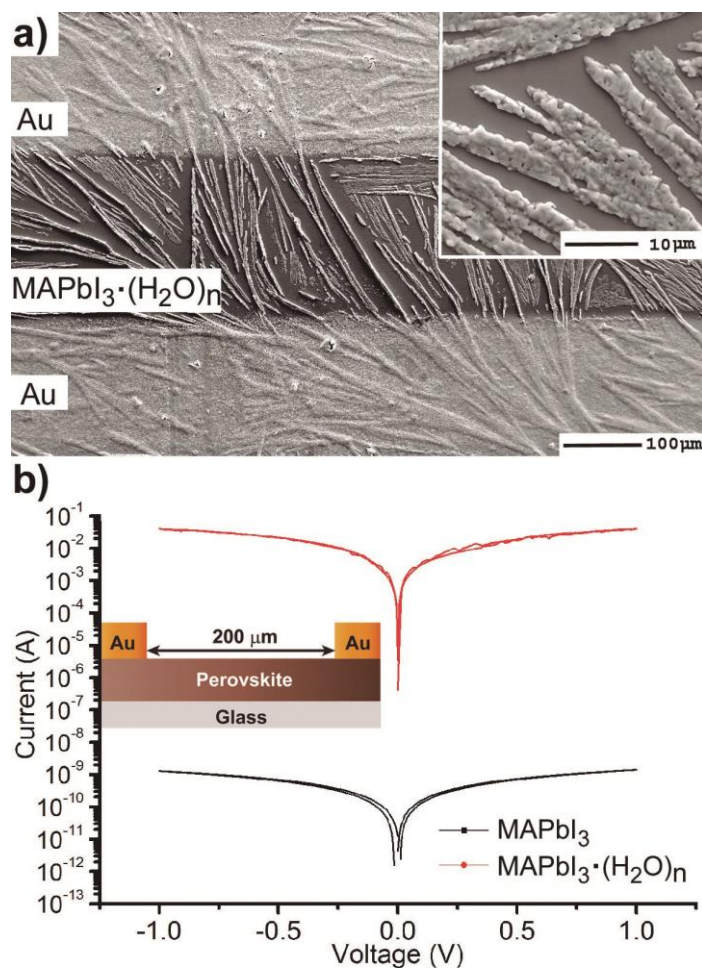 a)
Au
MAPbI3·(H2O)n
Au
10µm
100µm
b)
Current (A)
10-1
10-2
10-3
10-4
10-5
10-6
10-7
10-8
10-9
10-10
10-11
10-12
10-13
Au
200 µm
Au
Perovskite
Glass
MAPbI3
MAPbI3·(H2O)n
-1.0 -0.5 0.0 0.5 1.0
Voltage (V)